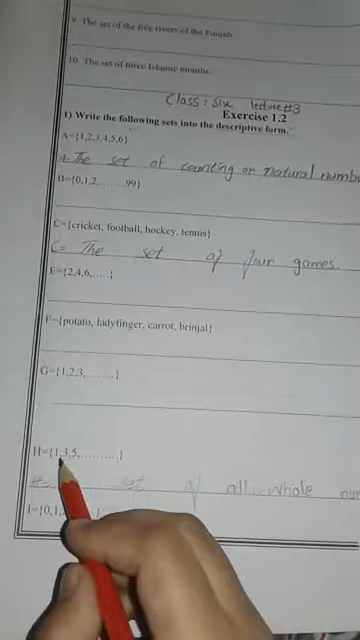 9. The set of the five rivers of the Punjab
10. The set of three Islamic months.
Class : six lecture #3
Exercise 1.2
1) Write the following sets into the descriptive form.
A={1,2,3,4,5,6}
A= The set of counting or natural numbe
B={0,1,2,........99}
C={cricket, football, hockey, tennis}
C= The set of four games.
E={2,4,6,.....}
F={potato, ladyfinger, carrot, brinjal}
G={1,2,3,........}
H={1,3,5,..........}
set of all whole num
I={0,1, }